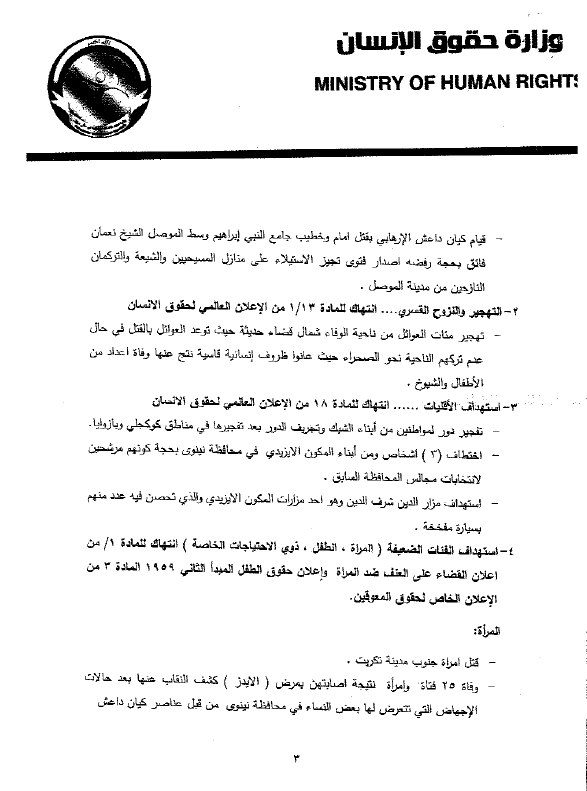 وزارة حقوق الإنسان
MINISTRY OF HUMAN RIGHTS
- قيام كيان داعش الإرهابي بقتل امام وخطيب جامع النبي إبراهيم وسط الموصل الشيخ نعمان
فائق بحجة رفضه اصدار فتوى تجيز الاستيلاء على منازل المسيحيين والشيعة والتركمان
النازحين من مدينة الموصل .
٢- التهجير والنزوح القسري.... انتهاك للمادة ١/١٣ من الإعلان العالمي لحقوق الانسان
- تهجير مئات العوائل من ناحية الوفاء شمال قضاء حديثة حيث توعد العوائل بالقتل في حال
عدم تركهم الناحية نحو الصحراء حيث عانوا ظروف إنسانية قاسية نتج عنها وفاة اعداد من
الأطفال والشيوخ .
٣- استهداف الأقليات ...... انتهاك للمادة ١٨ من الإعلان العالمي لحقوق الانسان
- تفجير دور لمواطنين من أبناء الشبك وتجريف الدور بعد تفجيرها في مناطق كوكجلي وبازوايا.
- اختطاف (٣ ) اشخاص ومن أبناء المكون الايزيدي في محافظة نينوى بحجة كونهم مرشحين
لانتخابات مجالس المحافظة السابق .
- استهداف مزار الدين شرف الدين وهو احد مزارات المكون الايزيدي والذي تحصن فيه عدد منهم
بسيارة مفخخة .
٤- استهداف الفئات الضعيفة ( المراة ، الطفل ، ذوي الاحتياجات الخاصة ) انتهاك للمادة ١/ من
اعلان القضاء على العنف ضد المراة وإعلان حقوق الطفل المبدأ الثاني ١٩٥٩ المادة ٣ من
الإعلان الخاص لحقوق المعوقين.
المرأة:
- قتل امراة جنوب مدينة تكريت .
- وفاة ٢٥ فتاة وامرأة نتيجة اصابتهن بمرض ( الايدز ) كشف النقاب عنها بعد حالات
الإجهاض التي تتعرض لها بعض النساء في محافظة نينوى من قبل عناصر كيان داعش
٣